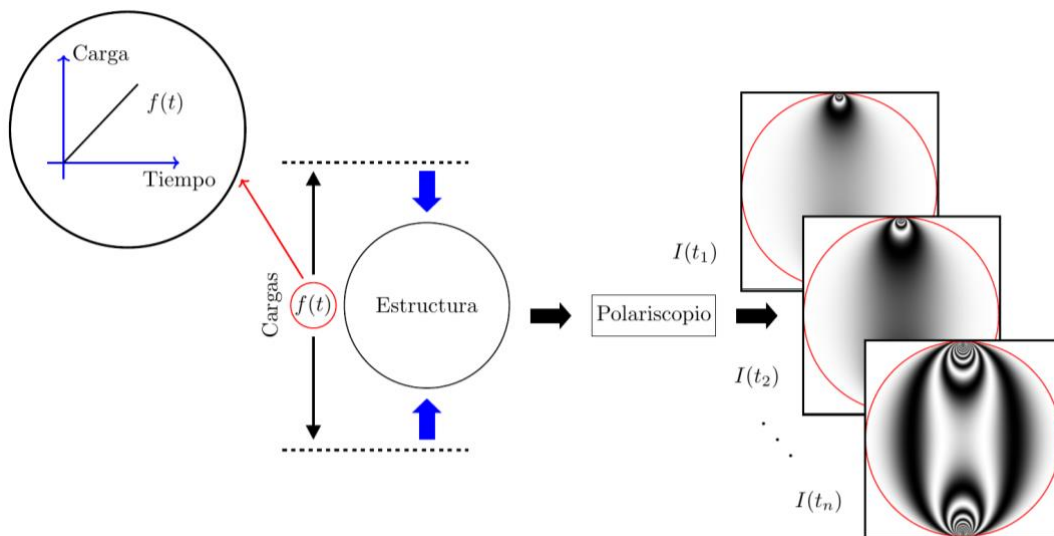 Carga
f(t)
Tiempo
Cargas
f(t)
Estructura
Polariscopio
I(t₁)
I(t₂)
I(tₙ)